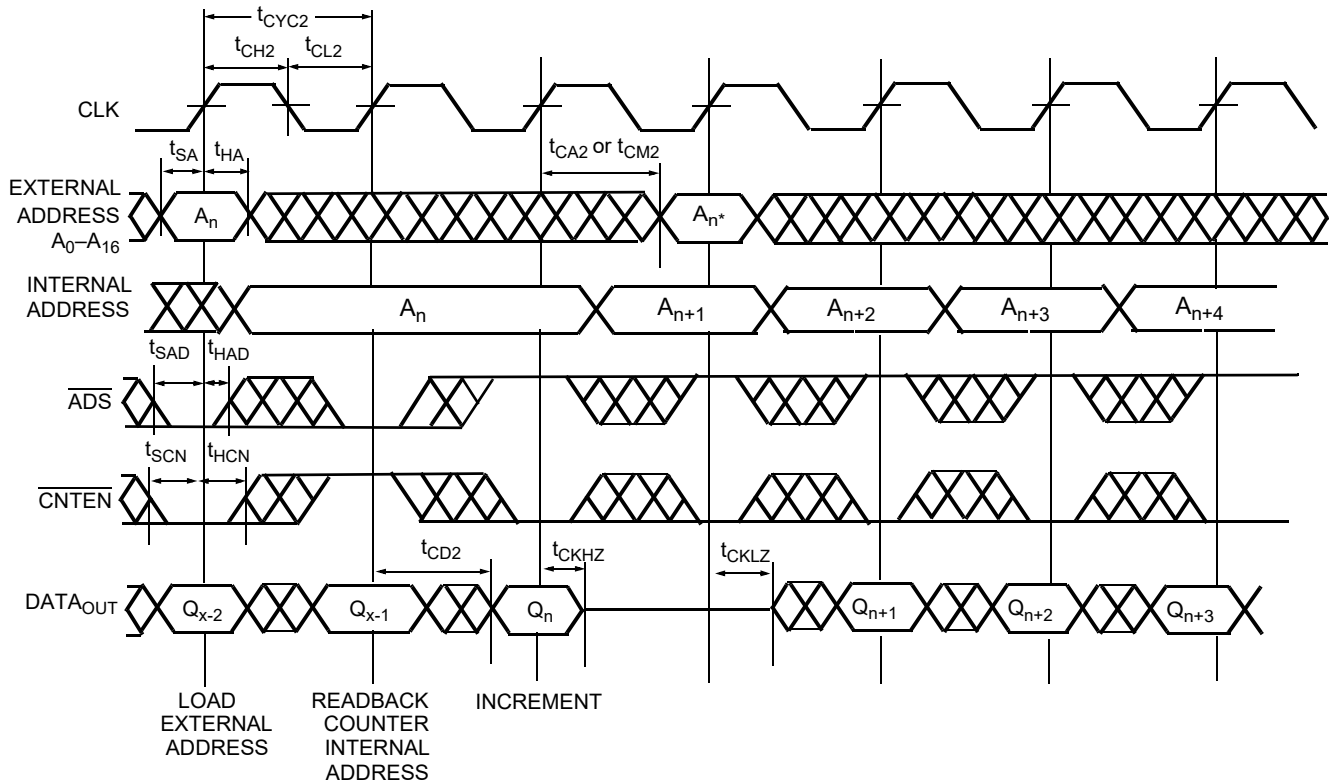 tCYC2
tCH2 tCL2
CLK
tSA tHA tCA2 or tCM2
EXTERNAL
ADDRESS
A0–A16
An An*
INTERNAL
ADDRESS
An An+1 An+2 An+3 An+4
tSAD tHAD
ADS
tSCN tHCN
CNTEN
tCD2 tCKHZ tCKLZ
DATAOUT Qx-2 Qx-1 Qn Qn+1 Qn+2 Qn+3
LOAD
EXTERNAL
ADDRESS
READBACK
COUNTER
INTERNAL
ADDRESS
INCREMENT